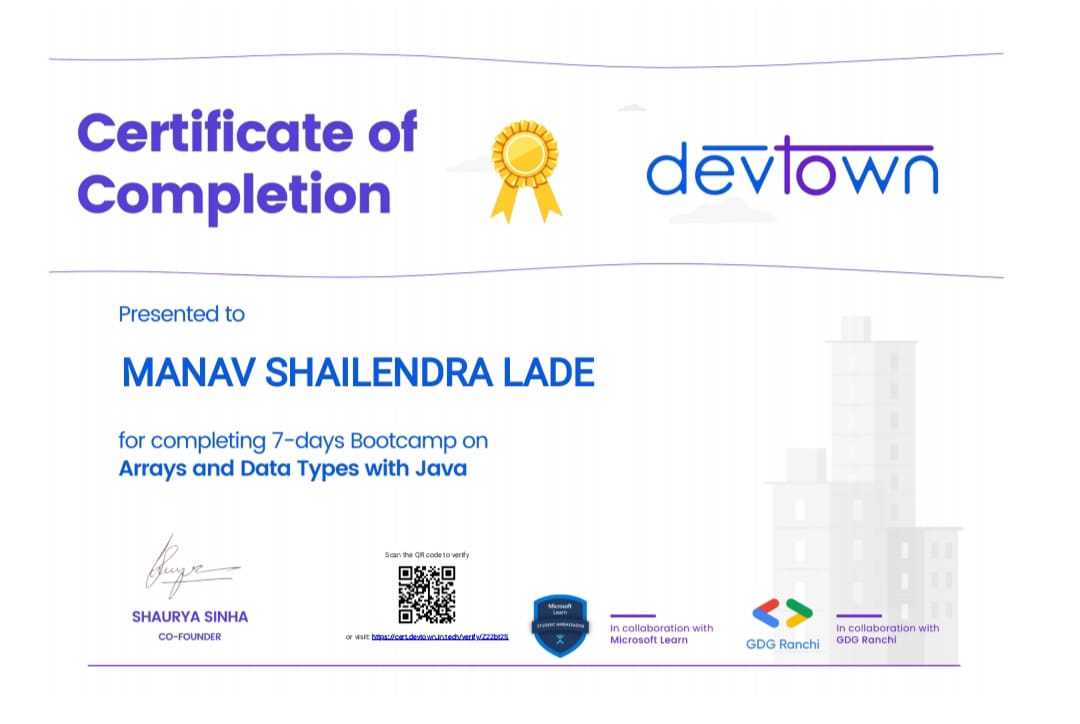 Certificate of
Completion
devtown
Presented to
MANAV SHAILENDRA LADE
for completing 7-days Bootcamp on
Arrays and Data Types with Java
SHAURYA SINHA
CO-FOUNDER
Scan the QR code to verify
or visit: https://cert.devtown.in.tech/verify/Z22bt25
Microsoft
Learn
STUDENT AMBASSADOR
In collaboration with
Microsoft Learn
GDG Ranchi
In collaboration with
GDG Ranchi